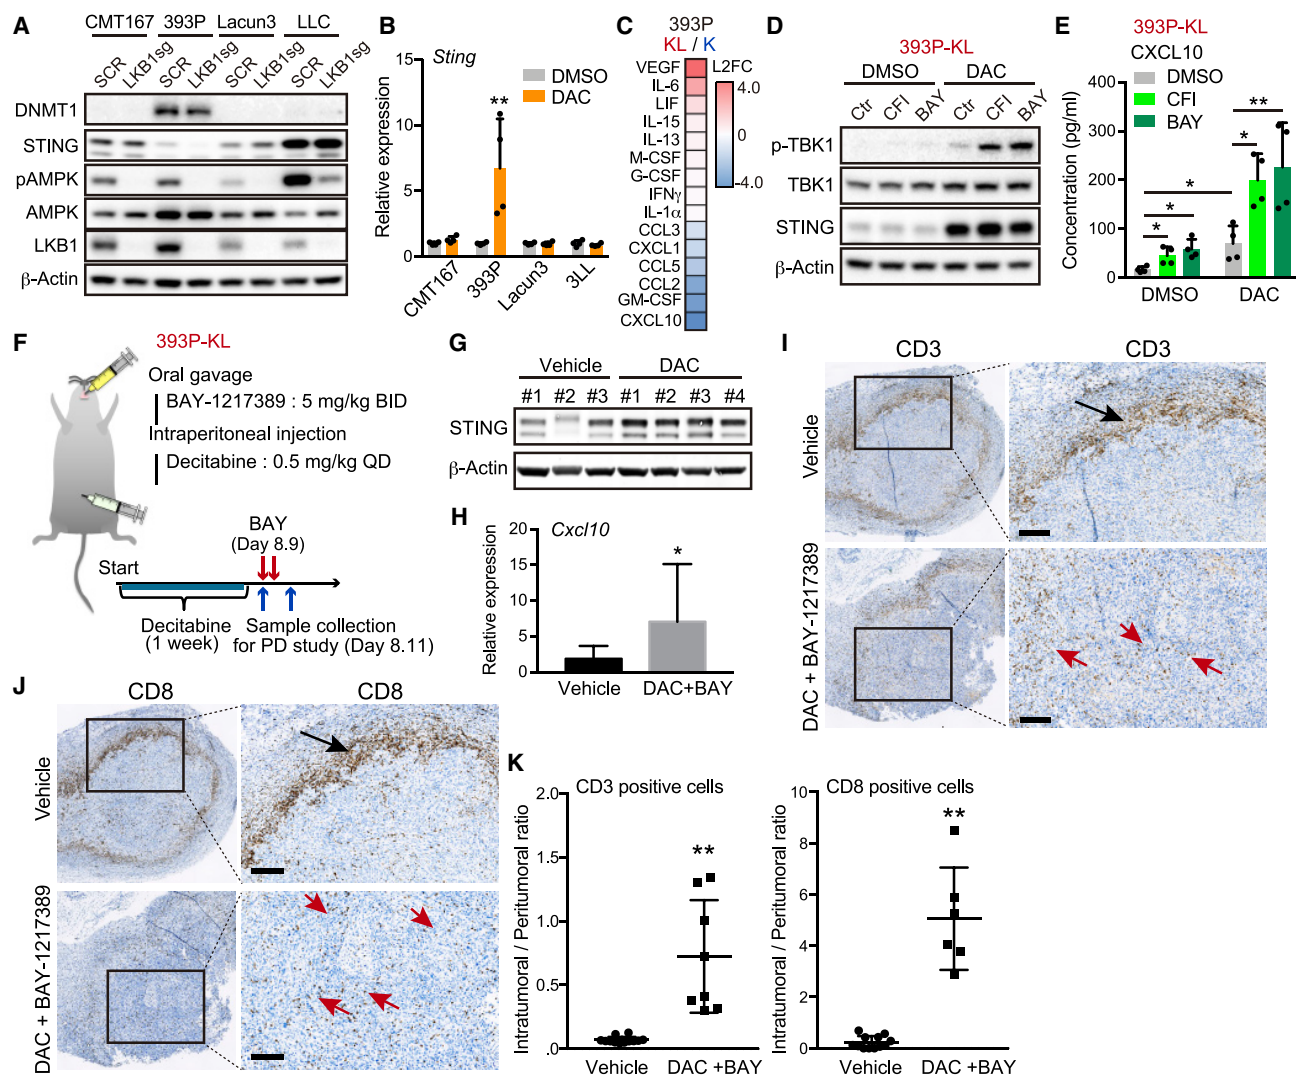 A
CMT167 393P Lacun3 LLC
SCR LKB1sg SCR LKB1sg SCR LKB1sg SCR LKB1sg
DNMT1
STING
pAMPK
AMPK
LKB1
β-Actin
B
Sting
DMSO
DAC
**
Relative expression
15
10
5
0
CMT167 393P Lacun3 3LL
C
393P
KL / K
L2FC
4.0
0
-4.0
VEGF
IL-6
LIF
IL-15
IL-13
M-CSF
G-CSF
IFNγ
IL-1α
CCL3
CXCL1
CCL5
CCL2
GM-CSF
CXCL10
D
393P-KL
DMSO DAC
Ctr CFI BAY Ctr CFI BAY
p-TBK1
TBK1
STING
β-Actin
E
393P-KL
CXCL10
DMSO
CFI
BAY
Concentration (pg/ml)
400
300
200
100
0
* * * * **
DMSO DAC
F
393P-KL
Oral gavage
BAY-1217389 : 5 mg/kg BID
Intraperitoneal injection
Decitabine : 0.5 mg/kg QD
BAY
(Day 8.9)
Start
Decitabine
(1 week)
Sample collection
for PD study (Day 8.11)
G
Vehicle DAC
#1 #2 #3 #1 #2 #3 #4
STING
β-Actin
H
Cxcl10
*
Relative expression
20
15
10
5
0
Vehicle DAC+BAY
I
CD3 CD3
Vehicle
DAC + BAY-1217389
J
CD8 CD8
Vehicle
DAC + BAY-1217389
K
CD3 positive cells
Intratumoral / Peritumoral ratio
2.0
1.5
1.0
0.5
.0
**
Vehicle DAC +BAY
CD8 positive cells
Intratumoral / Peritumoral ratio
10
8
6
4
2
0
**
Vehicle DAC +BAY